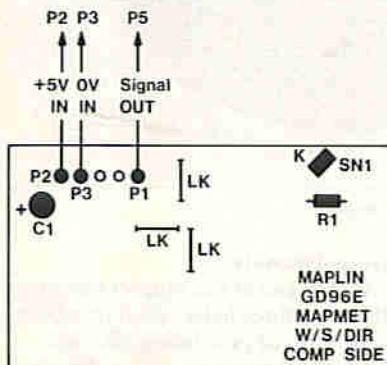 P2 P3 P5
+5V 0V Signal
IN IN OUT
K
SN1
P2 P3 P1
LK
+
C1
R1
LK
LK
MAPLIN
GD96E
MAPMET
W/S/DIR
COMP SIDE